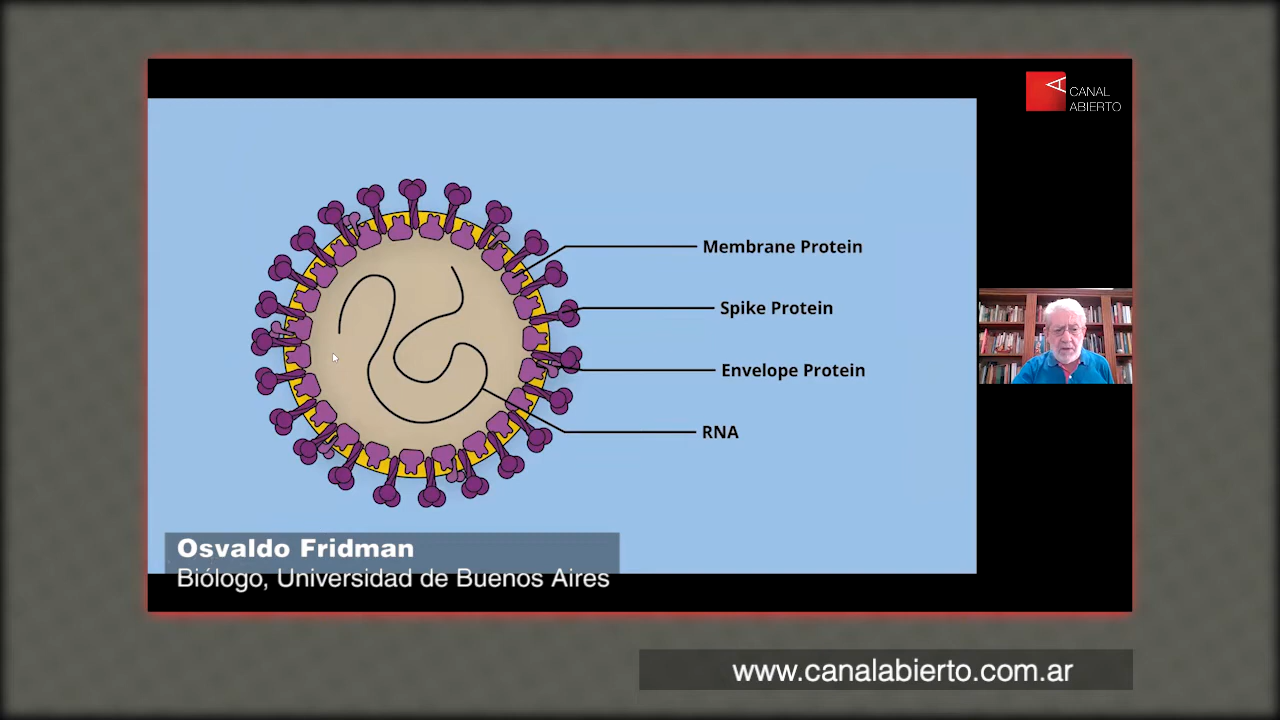 CANAL
ABIERTO
Membrane Protein
Spike Protein
Envelope Protein
RNA
Osvaldo Fridman
Biólogo, Universidad de Buenos Aires
www.canalabierto.com.ar